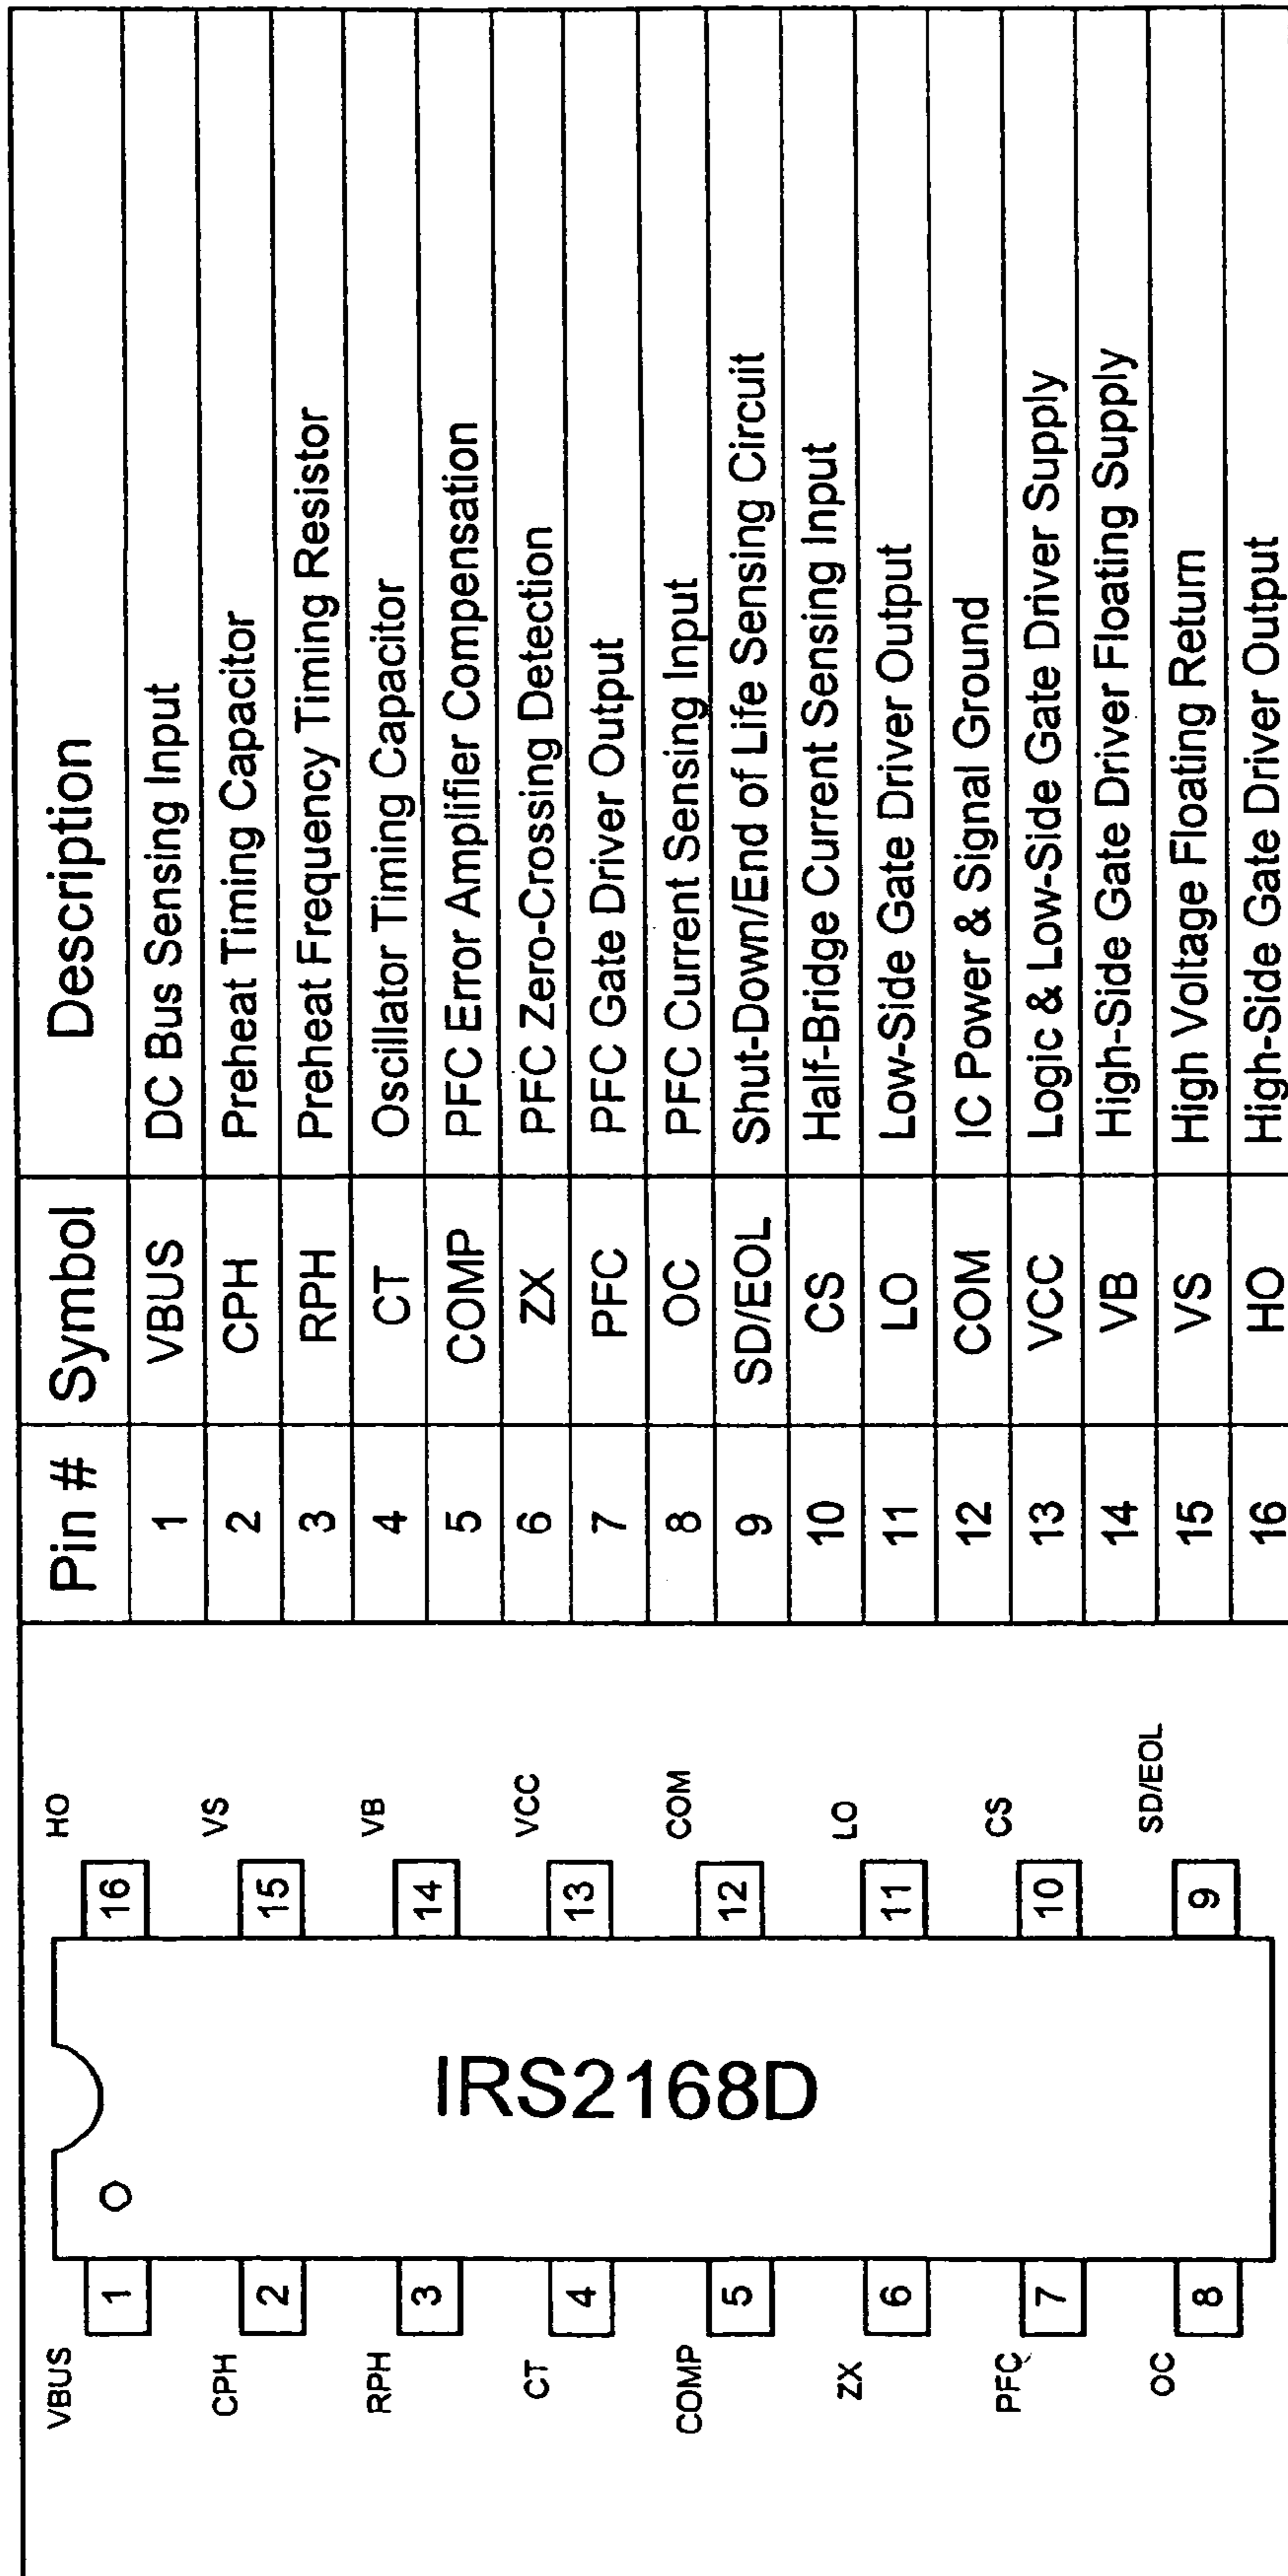 VBUS 1 16 HO
CPH 2 15 VS
RPH 3 14 VB
CT 4 13 VCC
COMP 5 12 COM
ZX 6 11 LO
PFC 7 10 CS
OC 8 9 SD/EOL
IRS2168D
Pin # Symbol Description
1 VBUS DC Bus Sensing Input
2 CPH Preheat Timing Capacitor
3 RPH Preheat Frequency Timing Resistor
4 CT Oscillator Timing Capacitor
5 COMP PFC Error Amplifier Compensation
6 ZX PFC Zero-Crossing Detection
7 PFC PFC Gate Driver Output
8 OC PFC Current Sensing Input
9 SD/EOL Shut-Down/End of Life Sensing Circuit
10 CS Half-Bridge Current Sensing Input
11 LO Low-Side Gate Driver Output
12 COM IC Power & Signal Ground
13 VCC Logic & Low-Side Gate Driver Supply
14 VB High-Side Gate Driver Floating Supply
15 VS High Voltage Floating Return
16 HO High-Side Gate Driver Output